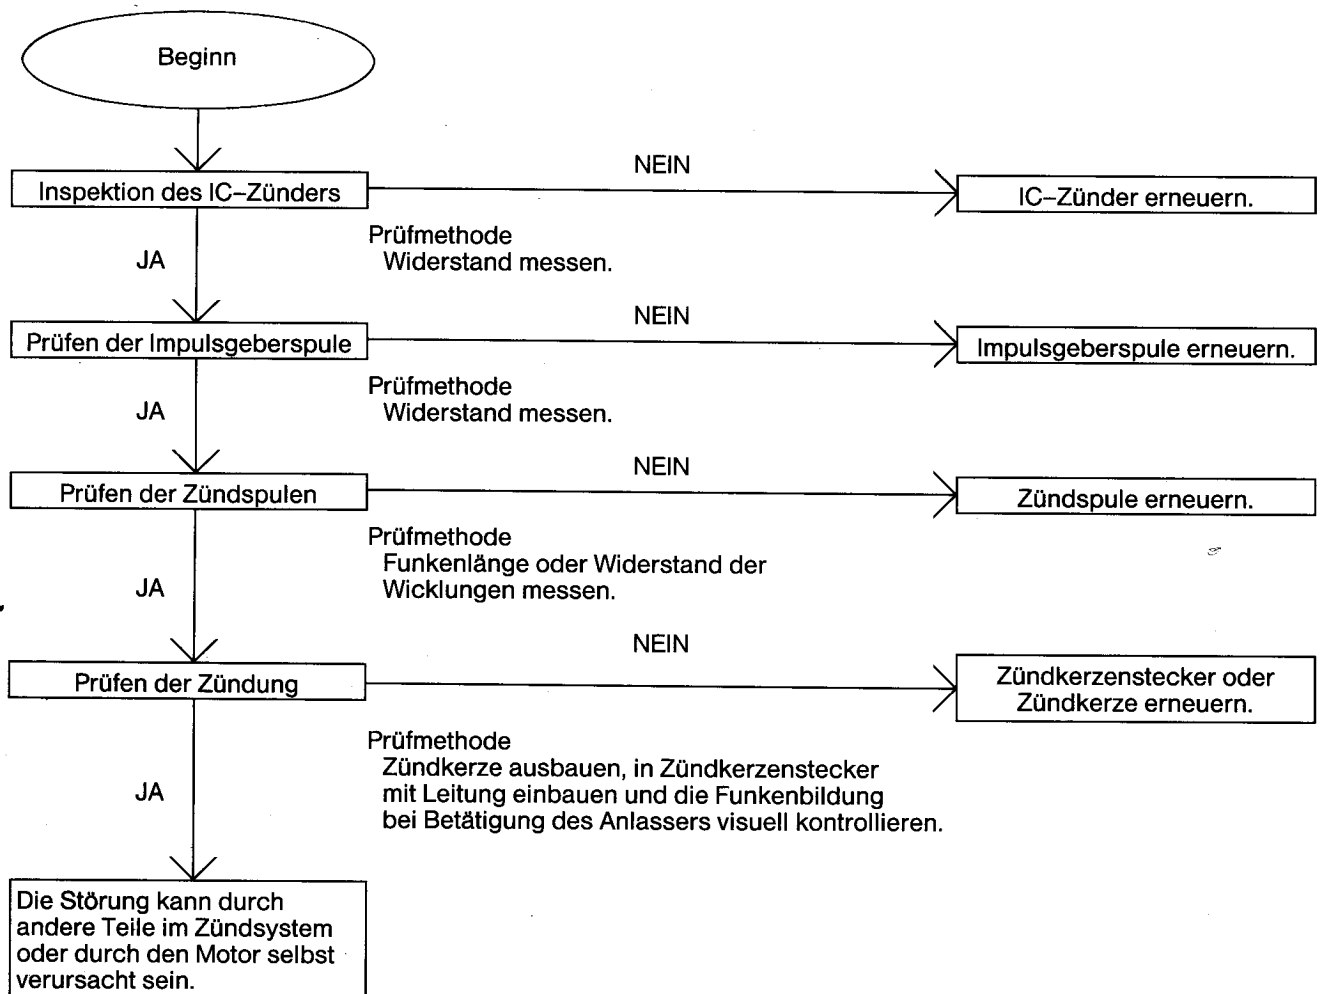 Beginn
NEIN
Inspektion des IC–Zünders
IC–Zünder erneuern.
Prüfmethode
Widerstand messen.
JA
NEIN
Prüfen der Impulsgeberspule
Impulsgeberspule erneuern.
Prüfmethode
Widerstand messen.
JA
NEIN
Prüfen der Zündspulen
Zündspule erneuern.
Prüfmethode
Funkenlänge oder Widerstand der
Wicklungen messen.
JA
NEIN
Prüfen der Zündung
Zündkerzenstecker oder
Zündkerze erneuern.
Prüfmethode
Zündkerze ausbauen, in Zündkerzenstecker
mit Leitung einbauen und die Funkenbildung
bei Betätigung des Anlassers visuell kontrollieren.
JA
Die Störung kann durch
andere Teile im Zündsystem
oder durch den Motor selbst
verursacht sein.